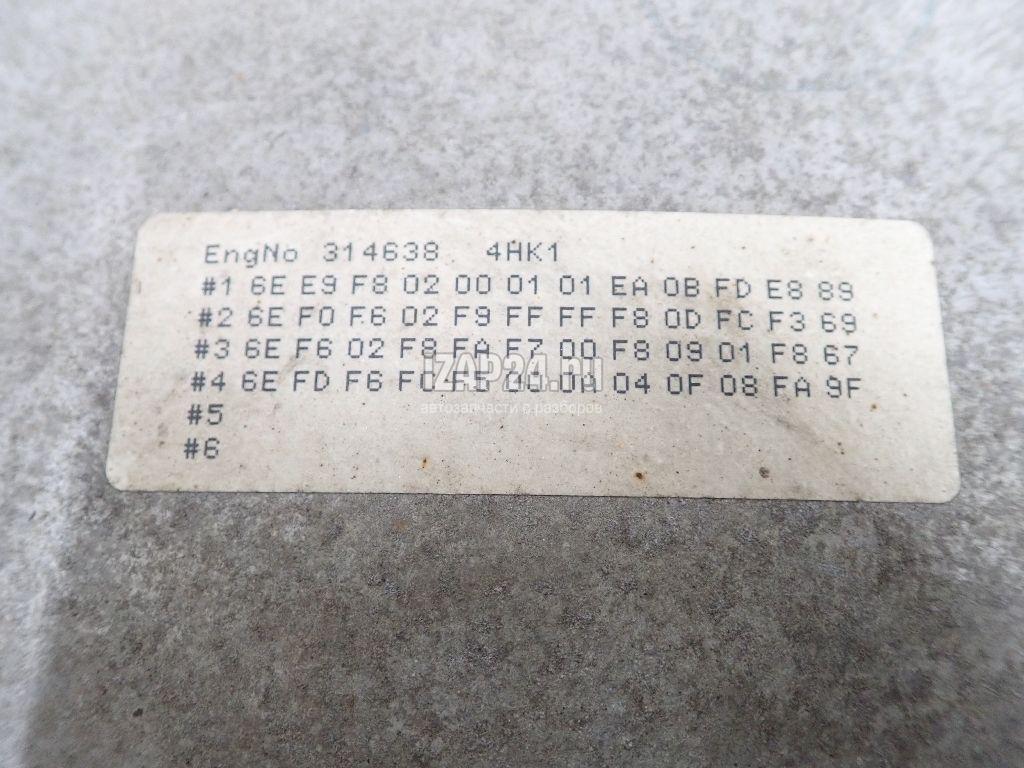 EngNo 314638 4HK1
#1 6E E9 F8 02 00 01 01 EA 0B FD E8 89
#2 6E F0 F6 02 F9 FF FF F8 0D FC F3 69
#3 6E F6 02 F8 FA F7 00 F8 09 01 F8 67
IZAP24.ru
#4 6E FD F6 FC F5 0A 04 0F 08 FA 9F
автозапчасти с разборов
#5
#6